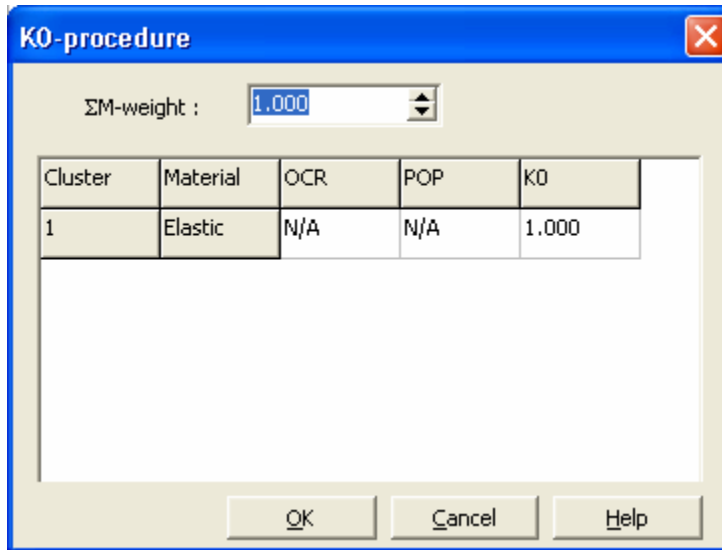 K0-procedure
ΣM-weight : 1.000
Cluster Material OCR POP K0
1 Elastic N/A N/A 1.000
OK Cancel Help